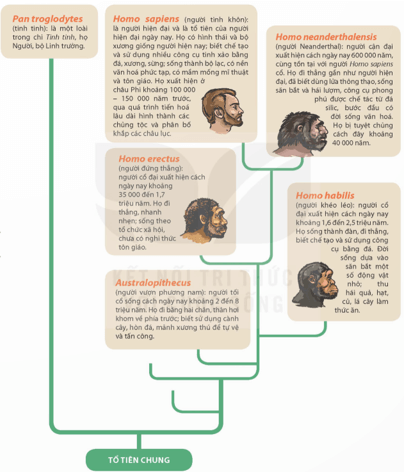 Pan troglodytes
(tinh tinh): là một loài
trong chi Tinh tinh, họ
Người, bộ Linh trưởng.
Homo sapiens (người tinh khôn):
là người hiện đại và là tổ tiên của người
hiện đại ngày nay. Họ có hình thái và bộ
xương giống người hiện nay; biết chế tạo
và sử dụng nhiều công cụ tinh xảo bằng
đá, xương, sừng; sống thành bộ lạc, có nền
văn hoá phức tạp, có mầm mống mĩ thuật
và tôn giáo. Họ xuất hiện ở
châu Phi khoảng 100 000
– 150 000 năm trước,
qua quá trình tiến hoá
lâu dài hình thành các
chủng tộc và phân bố
khắp các châu lục.
Homo neanderthalensis
(người Neanderthal): người cận đại
xuất hiện cách ngày nay 600 000 năm,
cùng tồn tại với người Homo sapiens
cổ. Họ đi thẳng gần như người hiện
đại, đã biết dùng lửa thông thạo, sống
săn bắt và hái lượm, công cụ phong
phú được chế tác từ đá
silic, bước đầu có
đời sống văn hoá.
Họ bị tuyệt chủng
cách đây khoảng
40 000 năm.
Homo erectus
(người đứng thẳng):
người cổ đại xuất hiện cách
ngày nay khoảng
35 000 đến 1,7
triệu năm. Họ đi
thẳng, nhanh
nhẹn; sống theo
tổ chức xã hội,
chưa có nghi thức
tôn giáo.
Homo habilis
(người khéo léo): người cổ
đại xuất hiện cách ngày nay
khoảng 1,6 đến 2,5 triệu năm.
Họ sống thành đàn, đi thẳng,
biết chế tạo và sử dụng công
cụ bằng đá. Đời
sống dựa vào
săn bắt một
số động vật
nhỏ; thu
hái quả, hạt,
củ, lá cây làm
thức ăn.
KẾT NỐI TRI THỨC
Australopithecus
(người vượn phương nam): người tối
cổ sống cách ngày nay khoảng 2 đến 8
triệu năm. Họ đi bằng hai chân, thân hơi
khom về phía trước; biết sử dụng cành
cây, hòn đá, mảnh xương thú để tự vệ
và tấn công.
TỔ TIÊN CHUNG